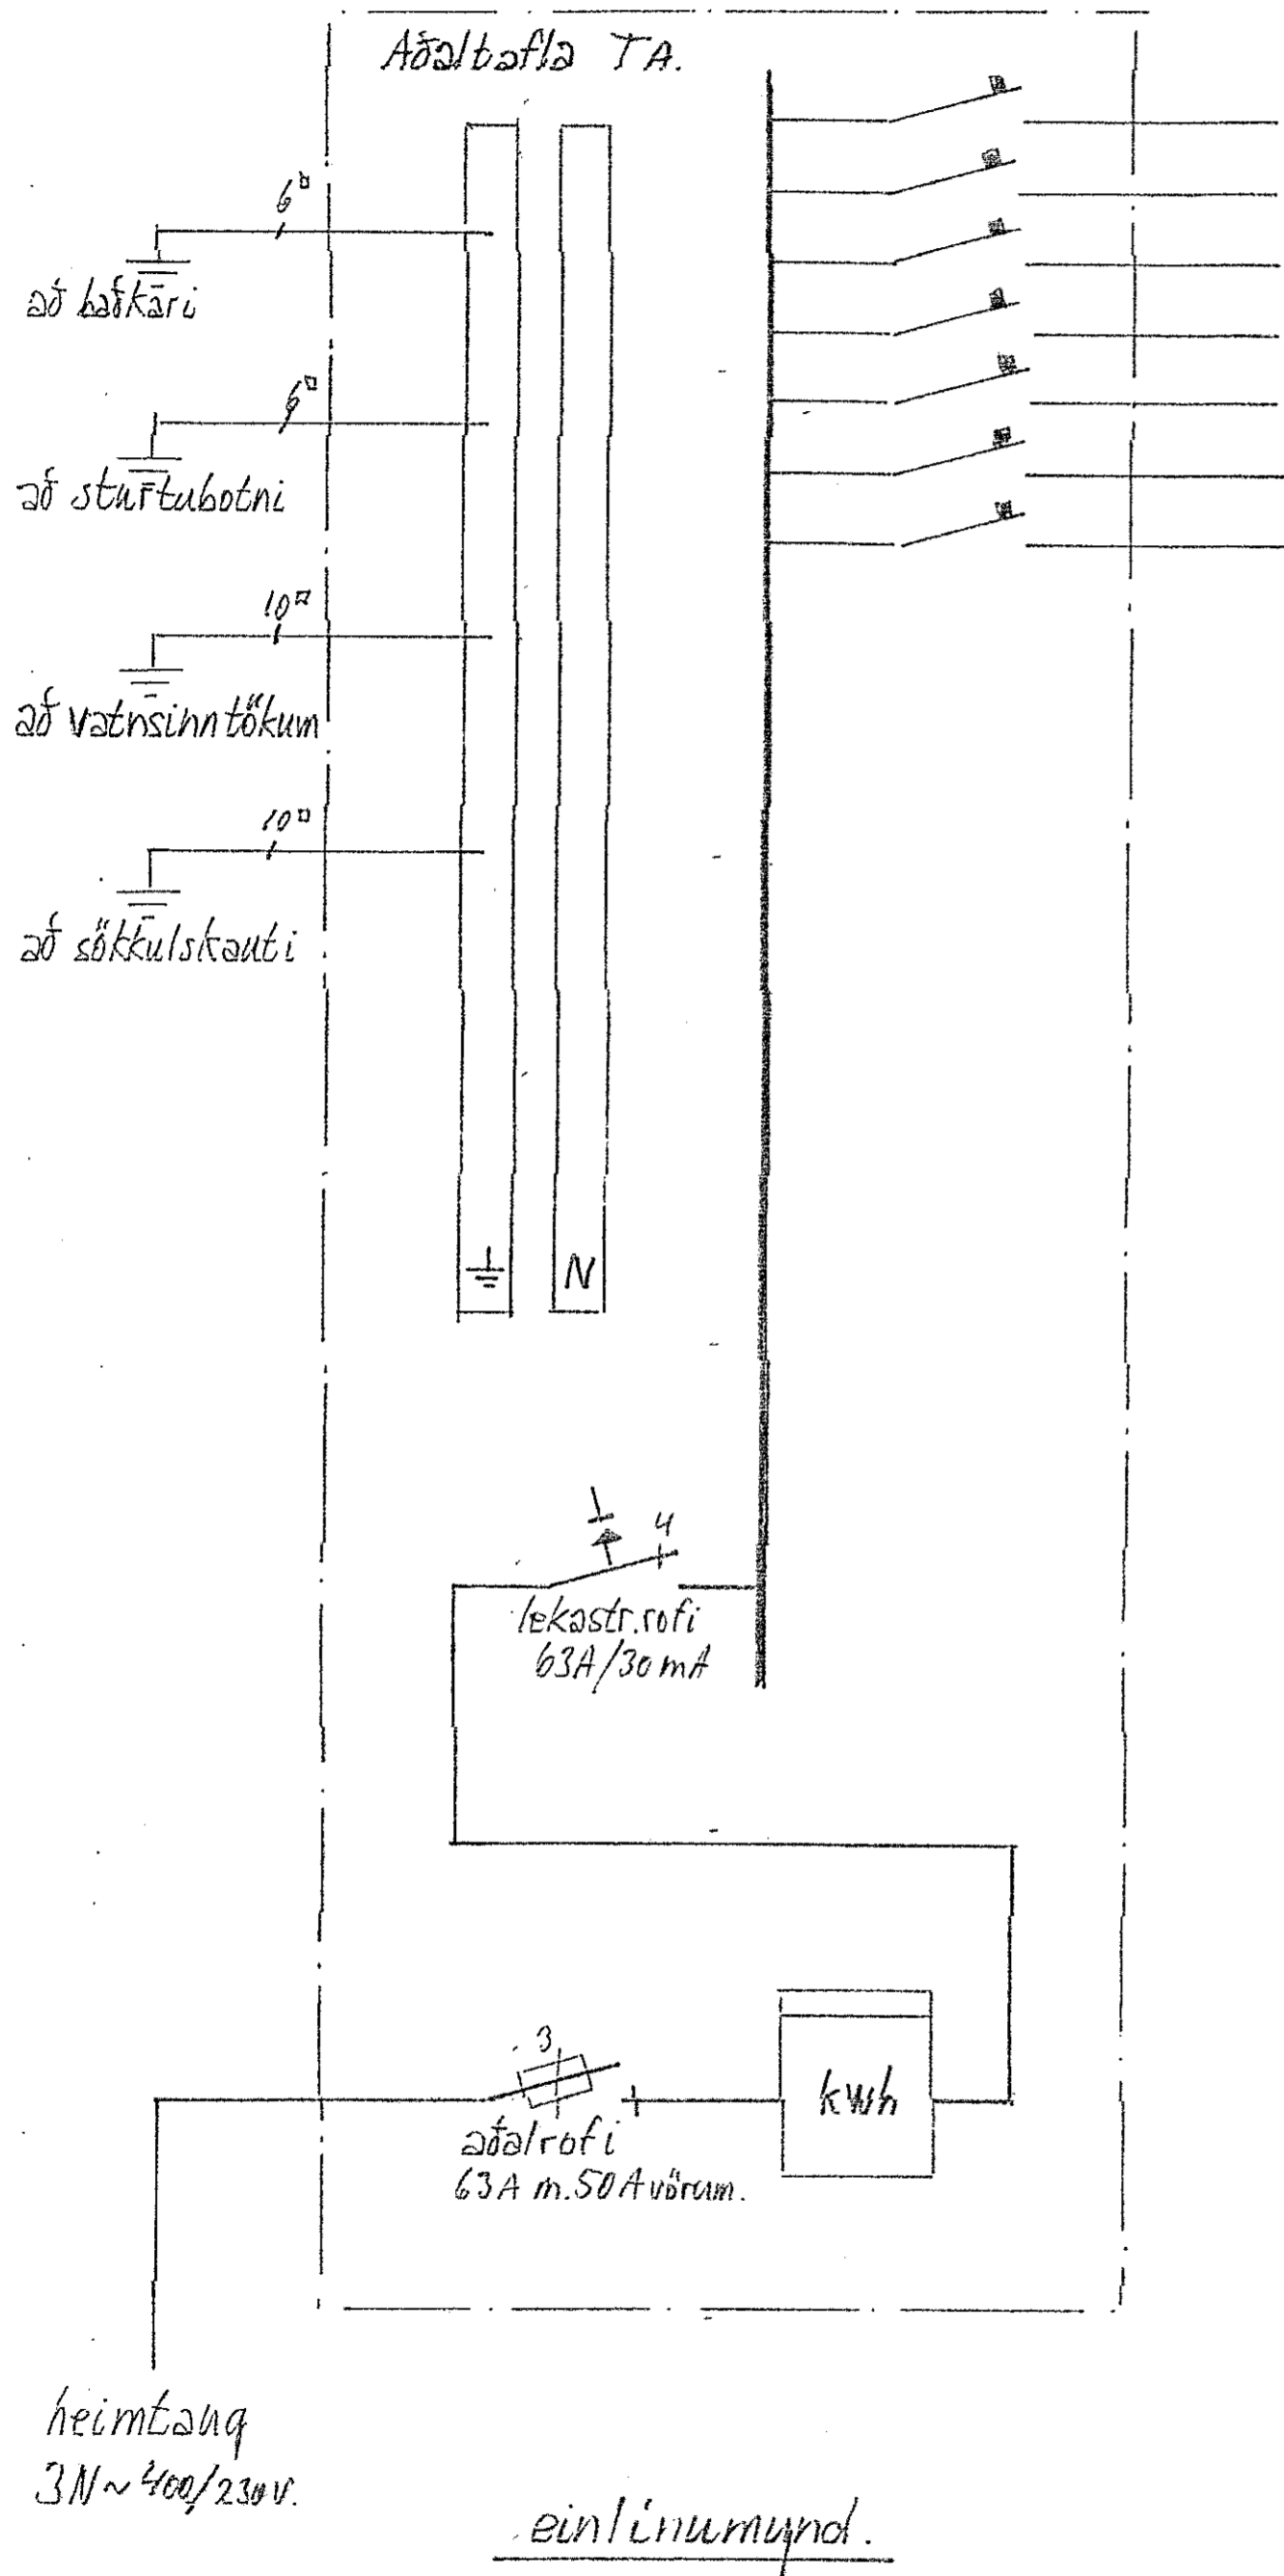 Aðaltafla TA.
6▫
að baðkari
6▫
að sturtubotni
10▫
að vatnsinntökum
10▫
að sökkulskauti
N
4
lekastr.rofi
63A/30mA
3
kwh
aðalrofi
63A m.50A vörum.
heimtaug
3N~400/230V.
einlínumynd.